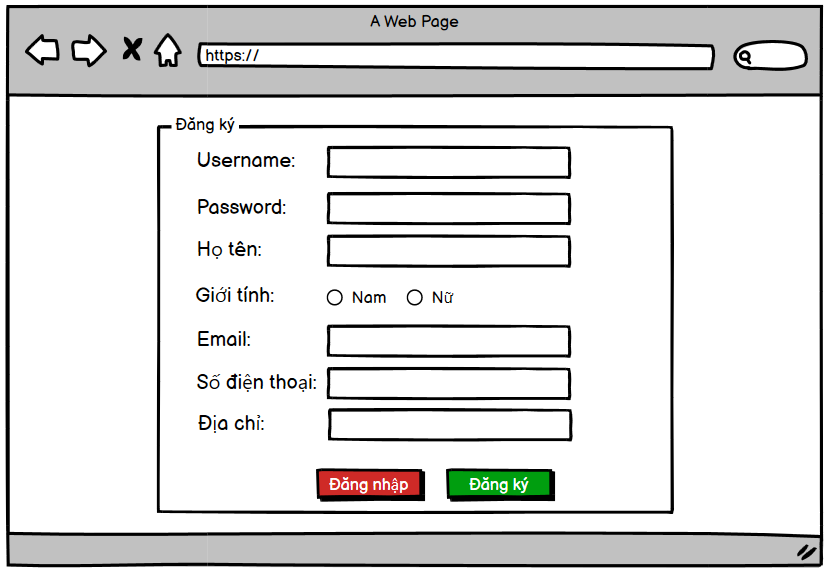 A Web Page
https://
Đăng ký
Username:
Password:
Họ tên:
Giới tính: Nam Nữ
Email:
Số điện thoại:
Địa chỉ:
Đăng nhập Đăng ký